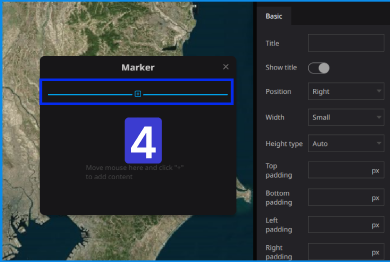 Basic
Title
Show title
Position Right
Width Small
Height type Auto
Top
padding px
Bottom
padding px
Left
padding px
Right
padding px
Marker ×
4
Move mouse here and click "+"
to add content